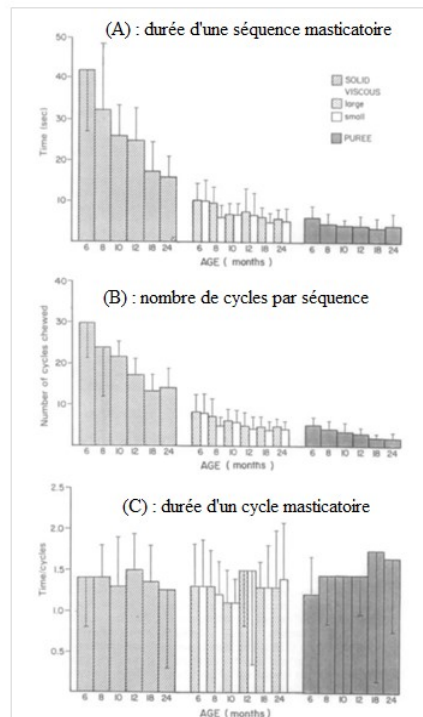 (A) : durée d'une séquence masticatoire
50
40
30
20
10
Time (sec)
SOLID
VISCOUS
large
small
PUREE
6 8 10 12 18 24 6 8 10 12 18 24 6 8 10 12 18 24
AGE ( months )
(B) : nombre de cycles par séquence
40
30
20
10
Number of cycles chewed
6 8 10 12 18 24 6 8 10 12 18 24 6 8 10 12 18 24
AGE ( months )
(C) : durée d'un cycle masticatoire
2.5
2.0
1.5
1.0
0.5
Time/cycles
6 8 10 12 18 24 6 8 10 12 18 24 6 8 10 12 18 24
AGE ( months )